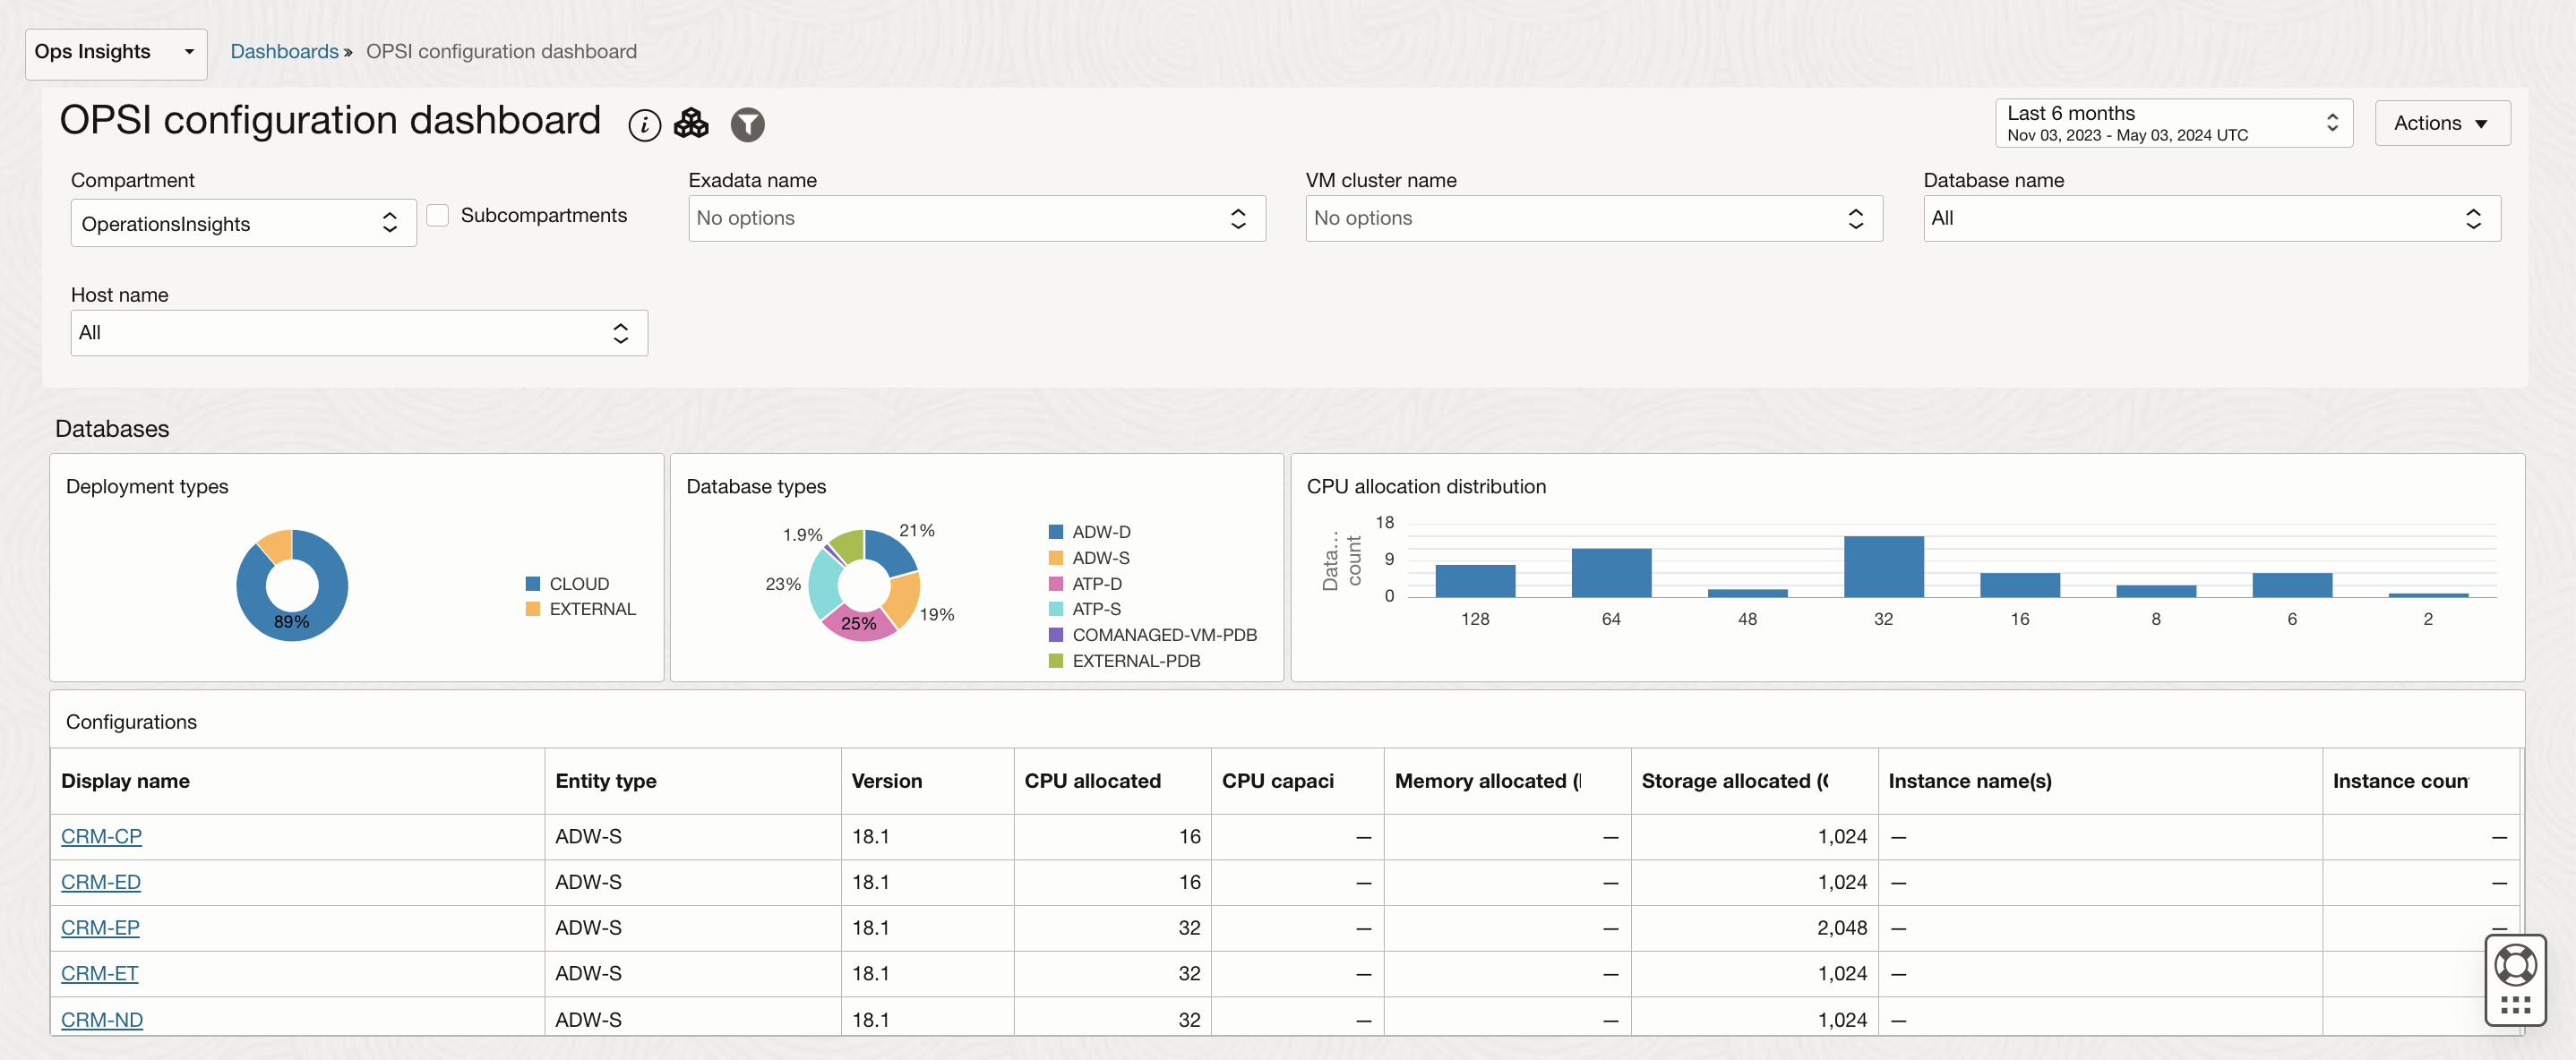 Ops Insights
Dashboards » OPSI configuration dashboard
OPSI configuration dashboard
Last 6 months
Nov 03, 2023 - May 03, 2024 UTC
Actions
Compartment
OperationsInsights
Subcompartments
Exadata name
No options
VM cluster name
No options
Database name
All
Host name
All
Databases
Deployment types
89%
CLOUD
EXTERNAL
Database types
1.9%
21%
23%
19%
25%
ADW-D
ADW-S
ATP-D
ATP-S
COMANAGED-VM-PDB
EXTERNAL-PDB
CPU allocation distribution
Data...
count
18
9
0
128 64 48 32 16 8 6 2
Configurations
Display name Entity type Version CPU allocated CPU capaci Memory allocated ( Storage allocated ( Instance name(s) Instance coun
CRM-CP ADW-S 18.1 16 — — 1,024 — —
CRM-ED ADW-S 18.1 16 — — 1,024 — —
CRM-EP ADW-S 18.1 32 — — 2,048 — —
CRM-ET ADW-S 18.1 32 — — 1,024 —
CRM-ND ADW-S 18.1 32 — — 1,024 —